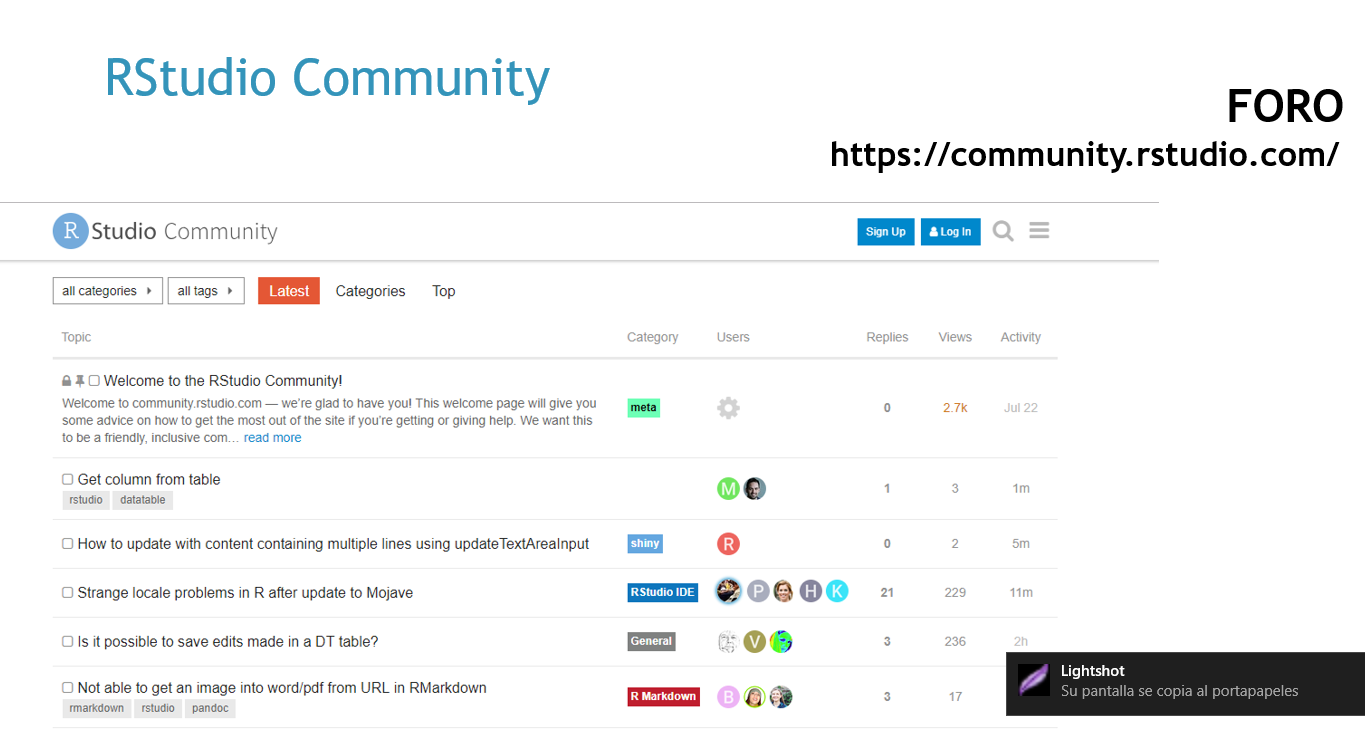 RStudio Community
FORO
https://community.rstudio.com/
R Studio Community
Sign Up
Log In
all categories
all tags
Latest
Categories
Top
Topic
Category
Users
Replies
Views
Activity
Welcome to the RStudio Community!
Welcome to community.rstudio.com — we're glad to have you! This welcome page will give you
some advice on how to get the most out of the site if you're getting or giving help. We want this
to be a friendly, inclusive com... read more
meta
0
2.7k
Jul 22
Get column from table
rstudio
datatable
M
1
3
1m
How to update with content containing multiple lines using updateTextAreaInput
shiny
R
0
2
5m
Strange locale problems in R after update to Mojave
RStudio IDE
P
H
K
21
229
11m
Is it possible to save edits made in a DT table?
General
V
3
236
2h
Not able to get an image into word/pdf from URL in RMarkdown
rmarkdown
rstudio
pandoc
R Markdown
B
3
17
Lightshot
Su pantalla se copia al portapapeles